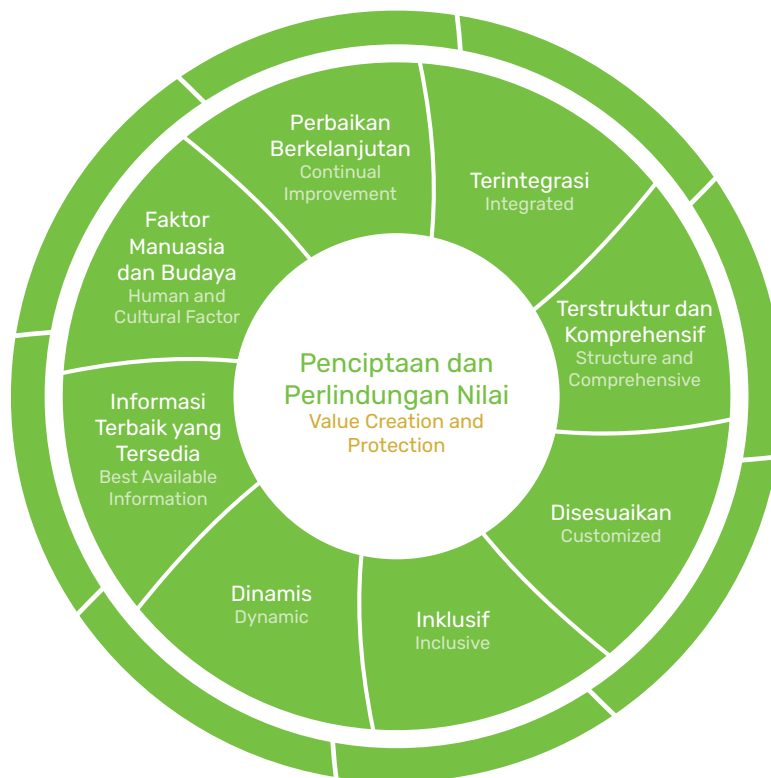 Perbaikan
Berkelanjutan
Continual
Improvement
Terintegrasi
Integrated
Terstruktur dan
Komprehensif
Structure and
Comprehensive
Disesuaikan
Customized
Inklusif
Inclusive
Dinamis
Dynamic
Informasi
Terbaik yang
Tersedia
Best Available
Information
Faktor
Manuasia
dan Budaya
Human and
Cultural Factor
Penciptaan dan
Perlindungan Nilai
Value Creation and
Protection